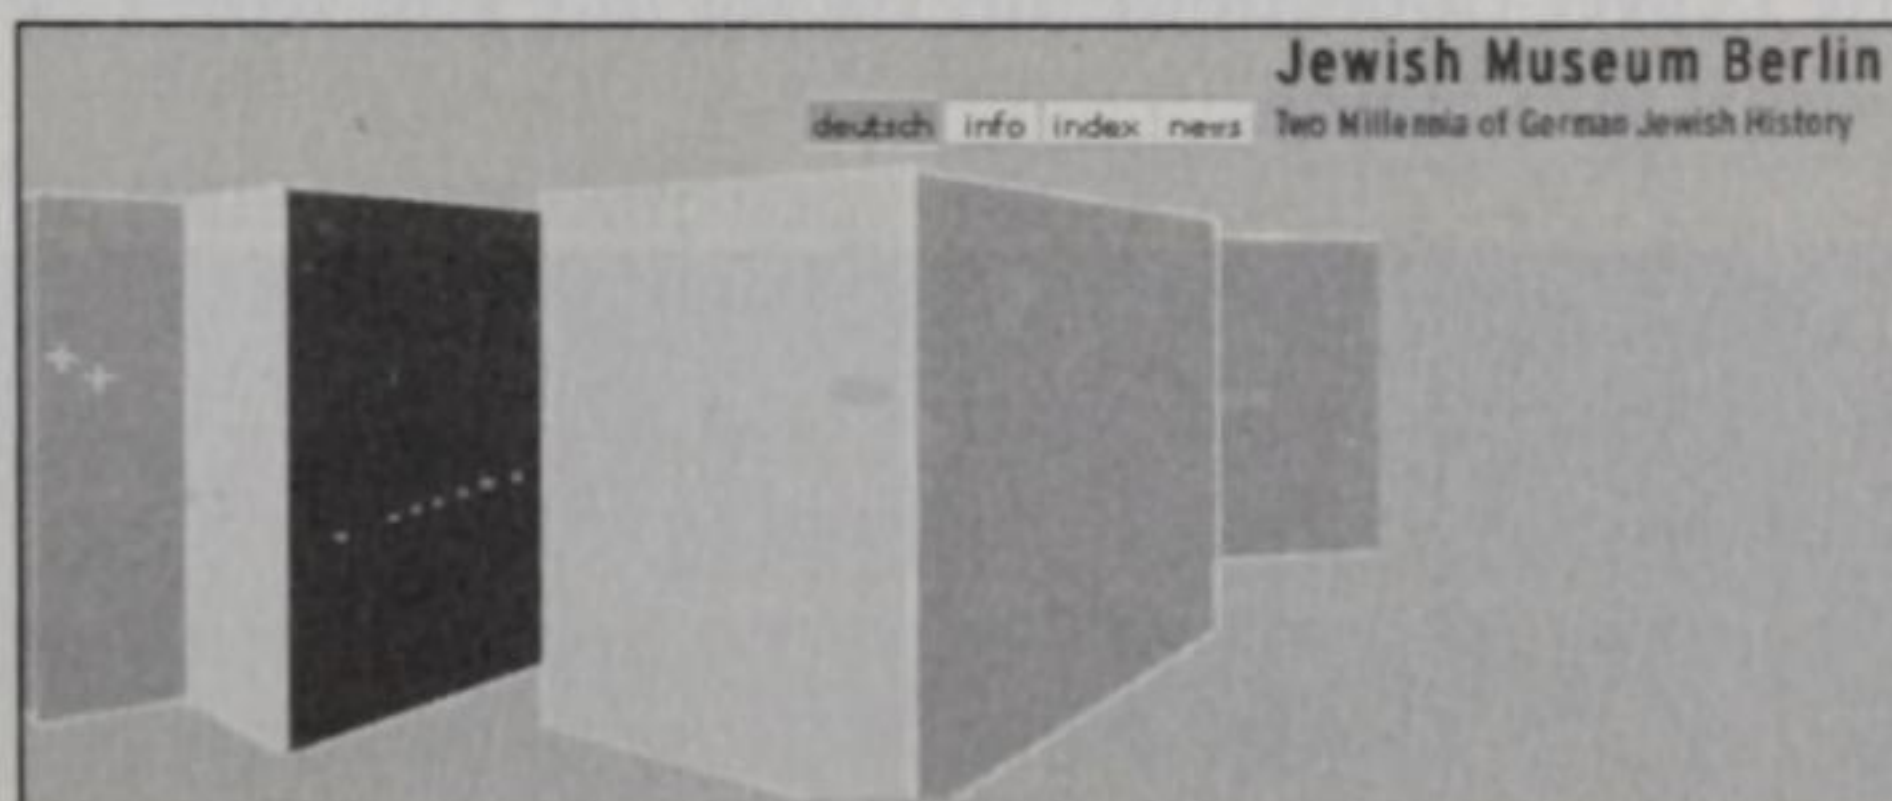 Jewish Museum Berlin
deutsch info index news
Two Millennia of German Jewish History